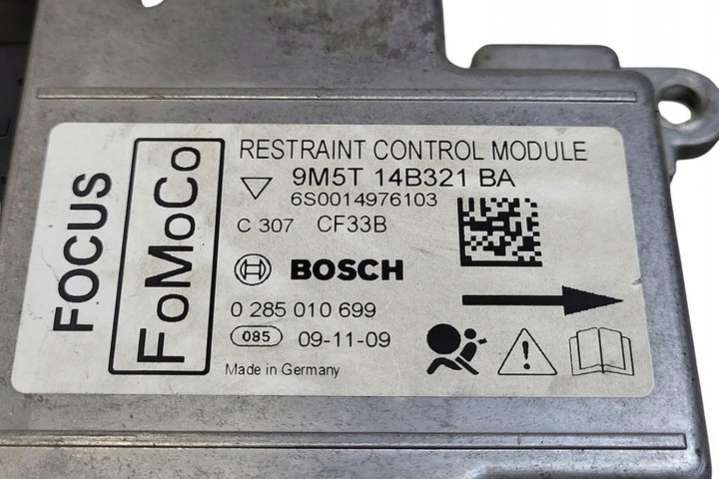 FOCUS
FoMoCo
RESTRAINT CONTROL MODULE
9M5T 14B321 BA
6S0014976103
C 307 CF33B
BOSCH
0 285 010 699
085 09-11-09
Made in Germany